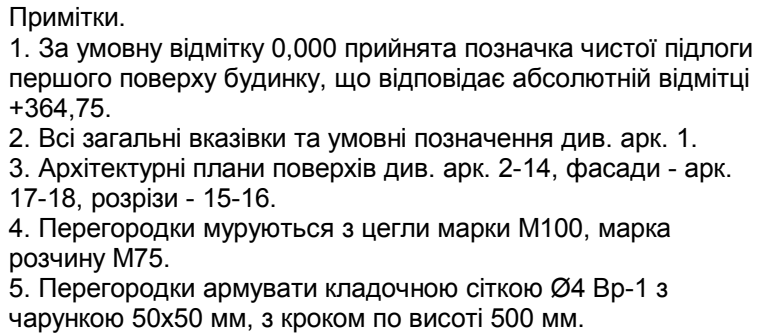 Примітки.
1. За умовну відмітку 0,000 прийнята позначка чистої підлоги
першого поверху будинку, що відповідає абсолютній відмітці
+364,75.
2. Всі загальні вказівки та умовні позначення див. арк. 1.
3. Архітектурні плани поверхів див. арк. 2-14, фасади - арк.
17-18, розрізи - 15-16.
4. Перегородки муруються з цегли марки М100, марка
розчину М75.
5. Перегородки армувати кладочною сіткою Ø4 Вр-1 з
чарункою 50х50 мм, з кроком по висоті 500 мм.